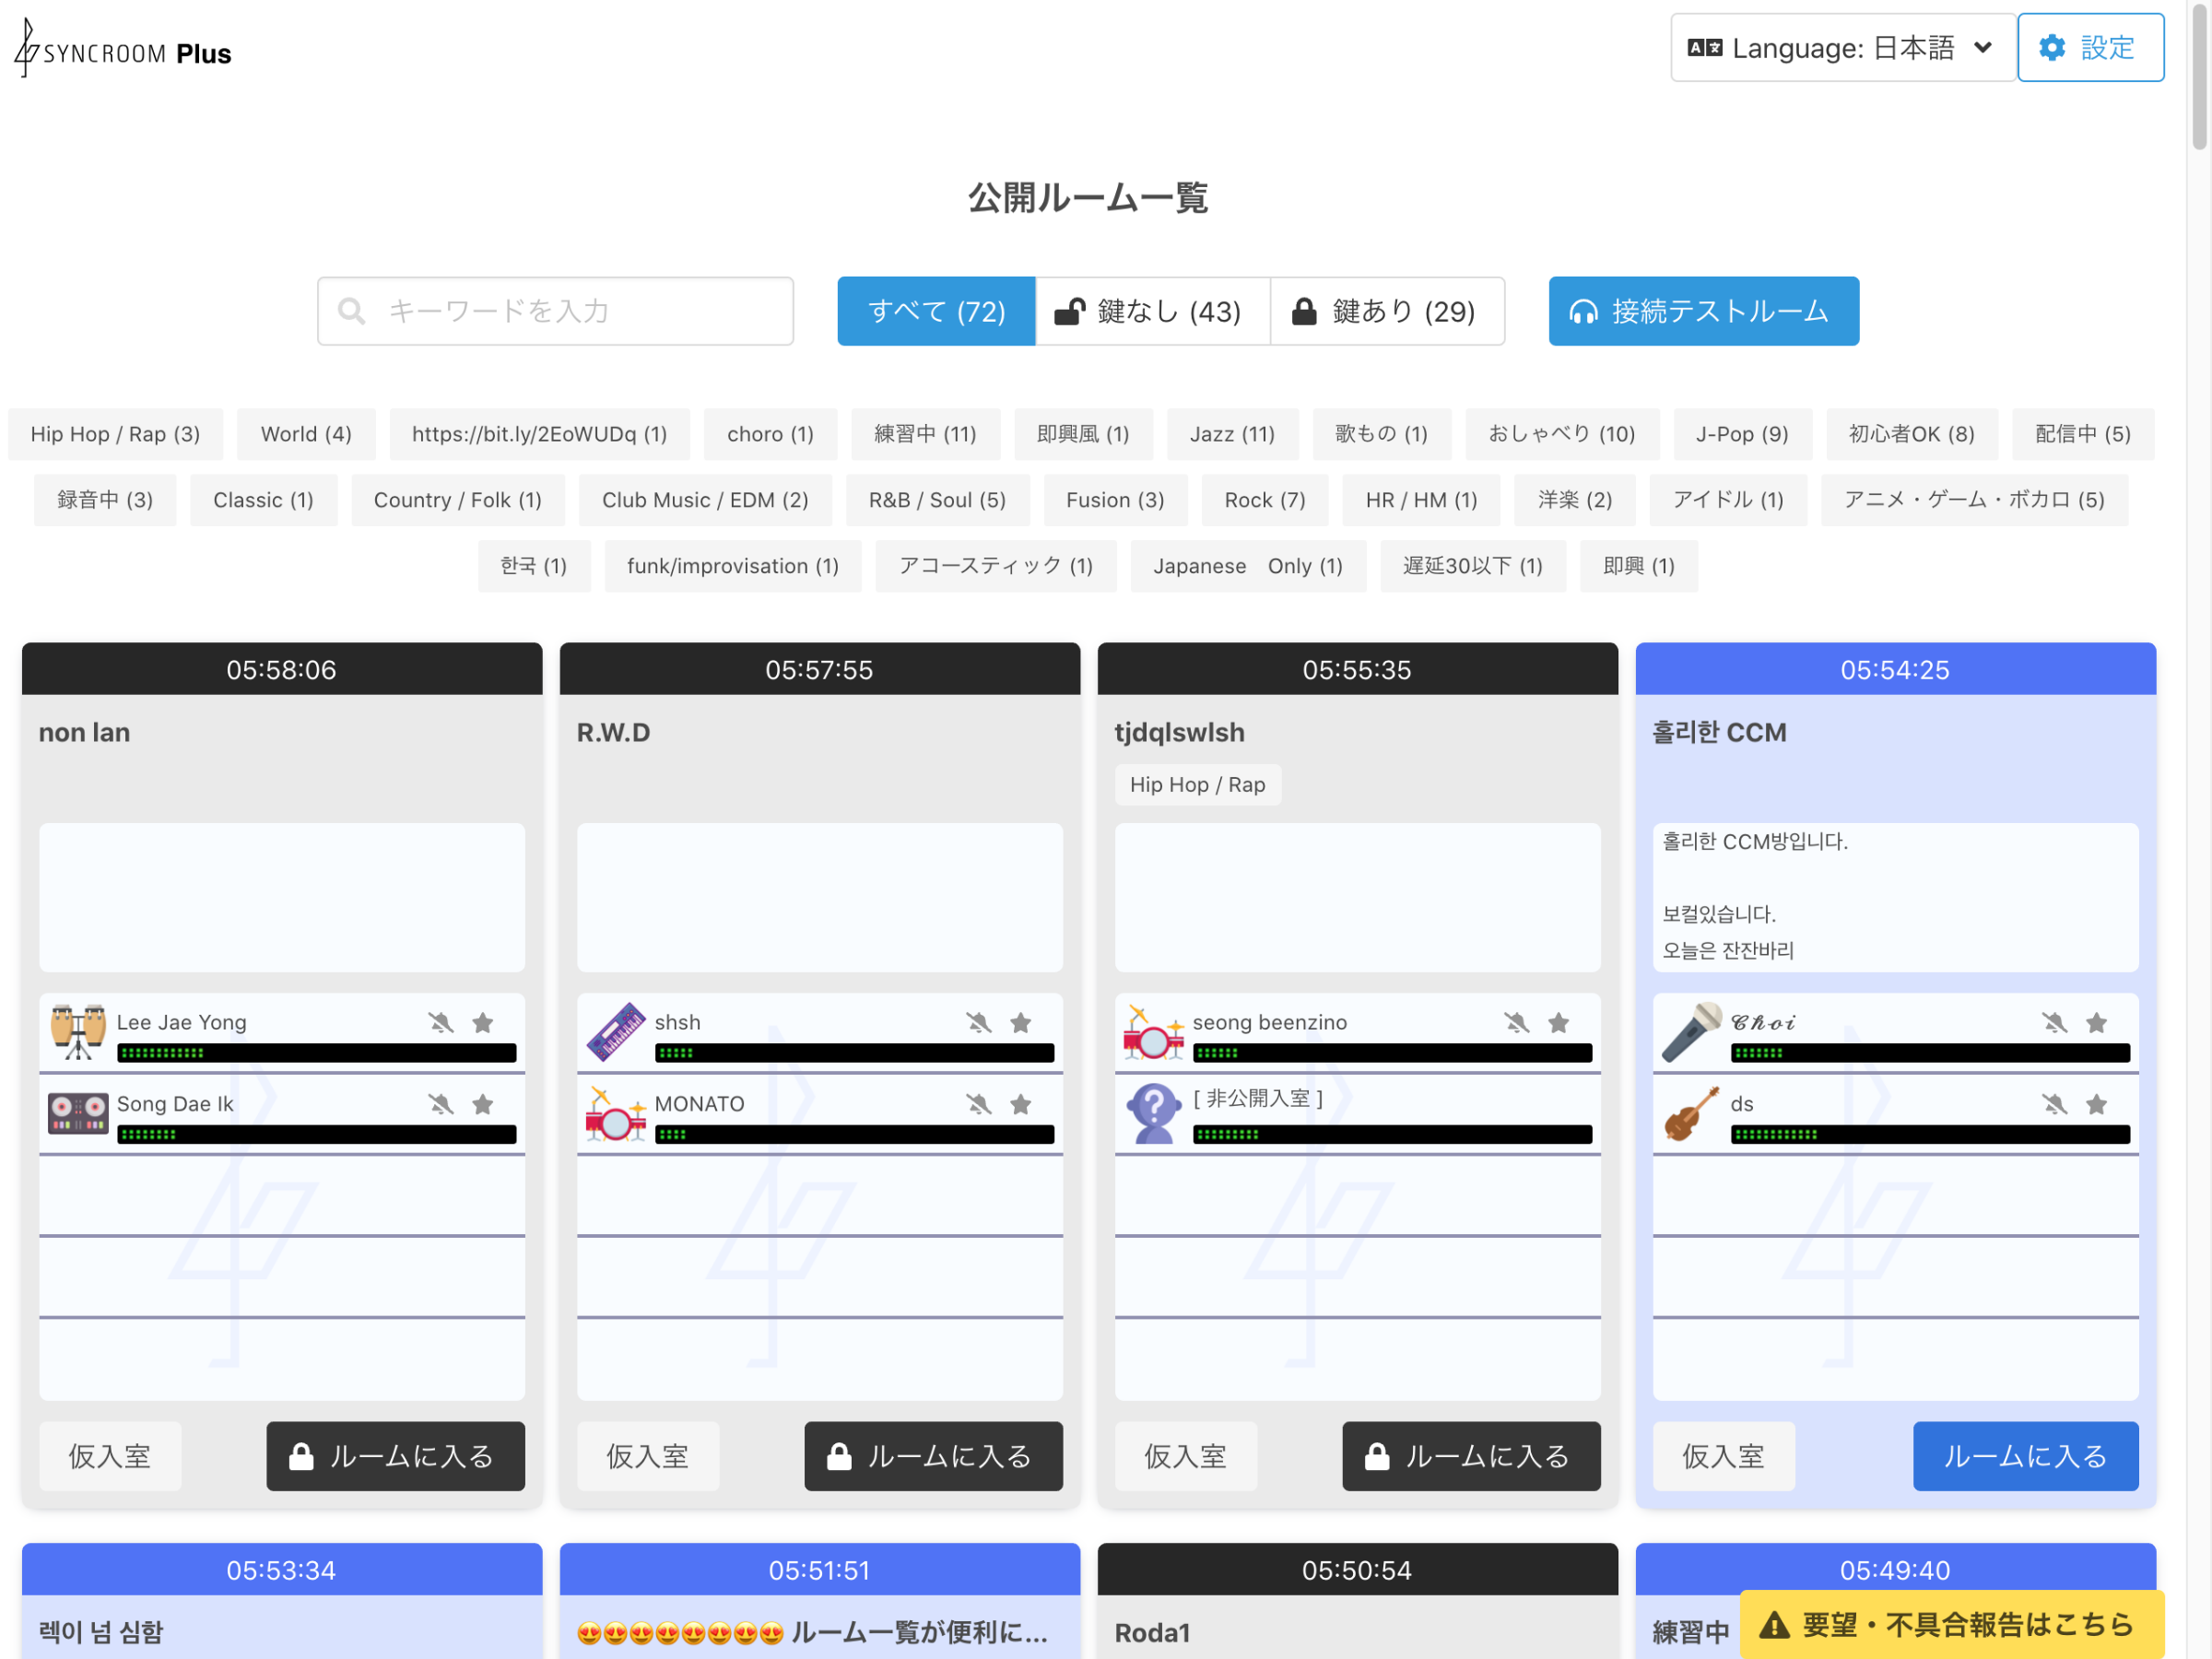 SYNCROOM Plus
Language: 日本語
設定
公開ルーム一覧
キーワードを入力
すべて (72)
鍵なし (43)
鍵あり (29)
接続テストルーム
Hip Hop / Rap (3)
World (4)
https://bit.ly/2EoWUDq (1)
choro (1)
練習中 (11)
即興風 (1)
Jazz (11)
歌もの (1)
おしゃべり (10)
J-Pop (9)
初心者OK (8)
配信中 (5)
録音中 (3)
Classic (1)
Country / Folk (1)
Club Music / EDM (2)
R&B / Soul (5)
Fusion (3)
Rock (7)
HR / HM (1)
洋楽 (2)
アイドル (1)
アニメ・ゲーム・ボカロ (5)
한국 (1)
funk/improvisation (1)
アコースティック (1)
Japanese　Only (1)
遅延30以下 (1)
即興 (1)
05:58:06
non lan
Lee Jae Yong
Song Dae Ik
仮入室
ルームに入る
05:57:55
R.W.D
shsh
MONATO
仮入室
ルームに入る
05:55:35
tjdqlswlsh
Hip Hop / Rap
seong beenzino
[ 非公開入室 ]
仮入室
ルームに入る
05:54:25
홀리한 CCM
홀리한 CCM방입니다.
보컬있습니다.
오늘은 잔잔바리
𝓒𝓱𝓸𝓲
ds
仮入室
ルームに入る
05:53:34
렉이 넘 심함
05:51:51
😍😍😍😍😍😍😍😍 ルーム一覧が便利に...
05:50:54
Roda1
05:49:40
練習中
要望・不具合報告はこちら